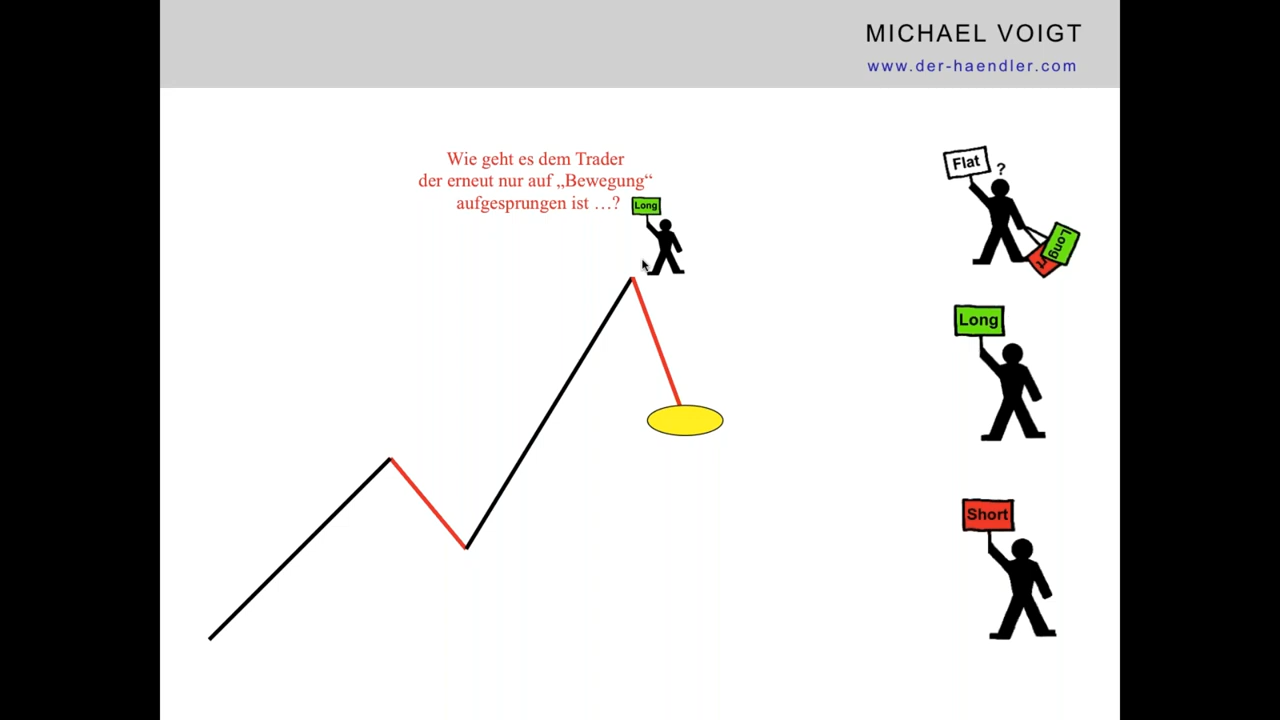 MICHAEL VOIGT
www.der-haendler.com
Wie geht es dem Trader
der erneut nur auf „Bewegung“
aufgesprungen ist …?
Long
Flat
?
Long
rt
Long
Short